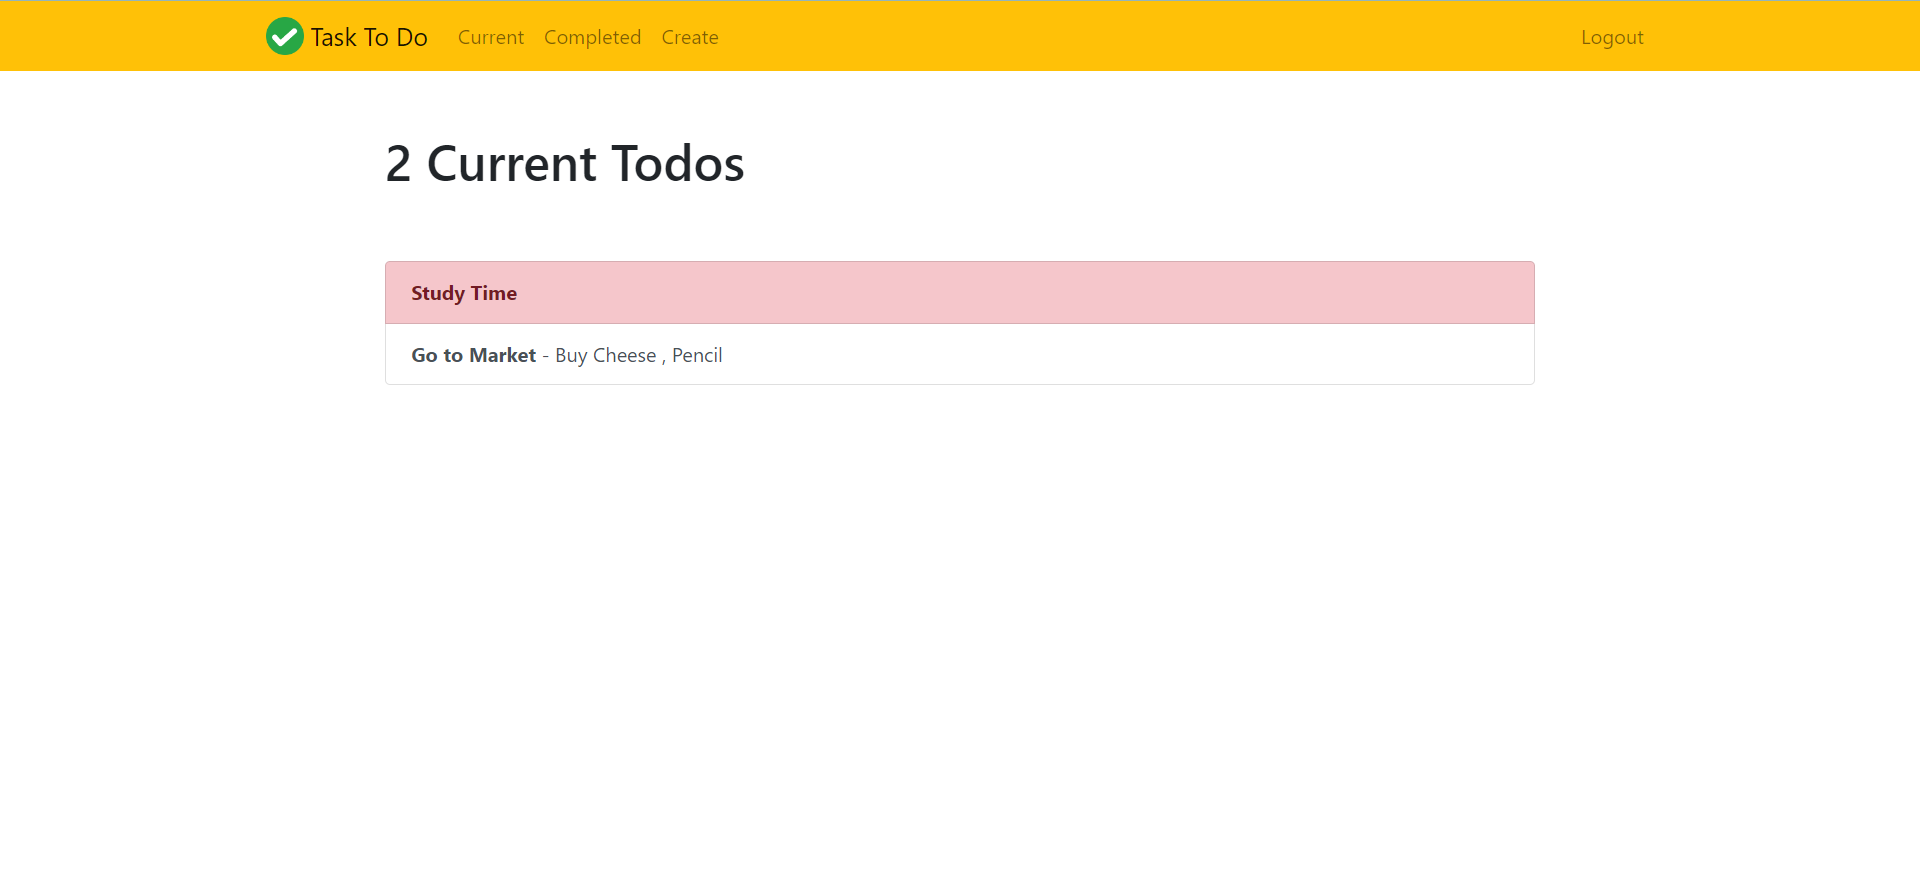 Task To Do Current Completed Create Logout
2 Current Todos
Study Time
Go to Market - Buy Cheese , Pencil